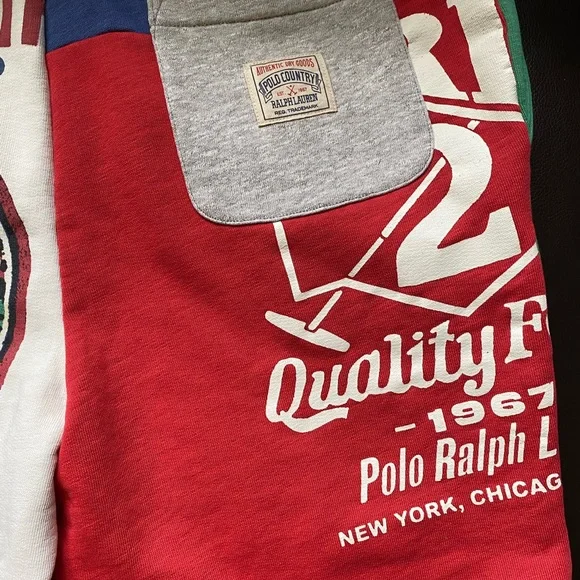 AUTHENTIC DRY GOODS
POLO COUNTRY
EST. 1967
RALPH LAUREN
REG. TRADEMARK
R1
2
Quality F
-1967
Polo Ralph L
NEW YORK, CHICAG